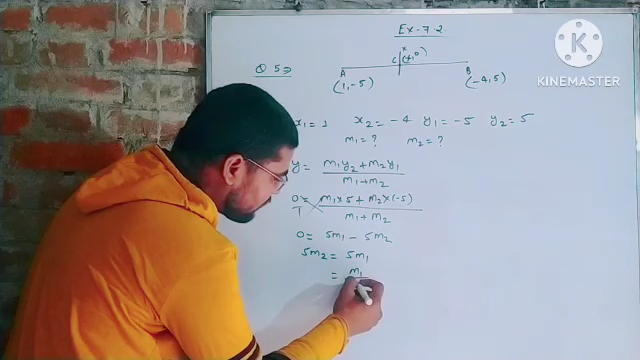 Ex-7.2
Q 5⇒
C (x, 0)
x
A B
(1,-5) (-4,5)
x₁=1 x₂=-4 y₁=-5 y₂=5
m₁=? m₂=?
y= m₁y₂+m₂y₁ / m₁+m₂
0/1 = m₁×5+m₂×(-5) / m₁+m₂
0= 5m₁-5m₂
5m₂= 5m₁
= m₁
KINEMASTER